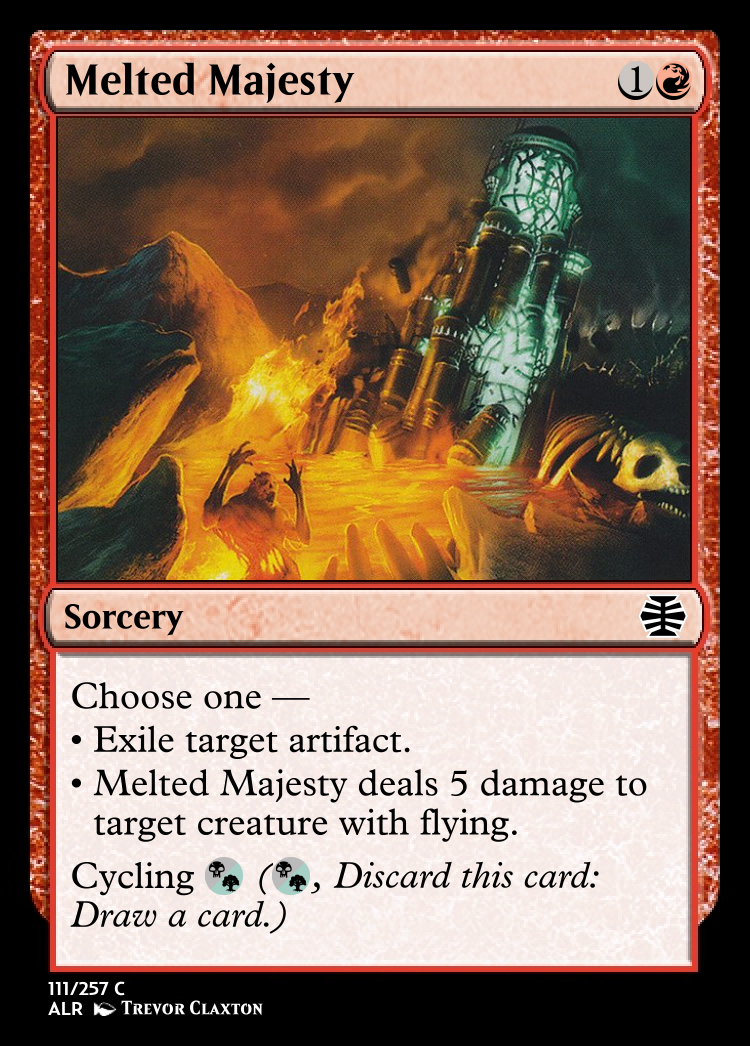 Melted Majesty 1
Sorcery
Choose one —
• Exile target artifact.
• Melted Majesty deals 5 damage to
target creature with flying.
Cycling ( , Discard this card:
Draw a card.)
111/257 C
ALR Trevor Claxton